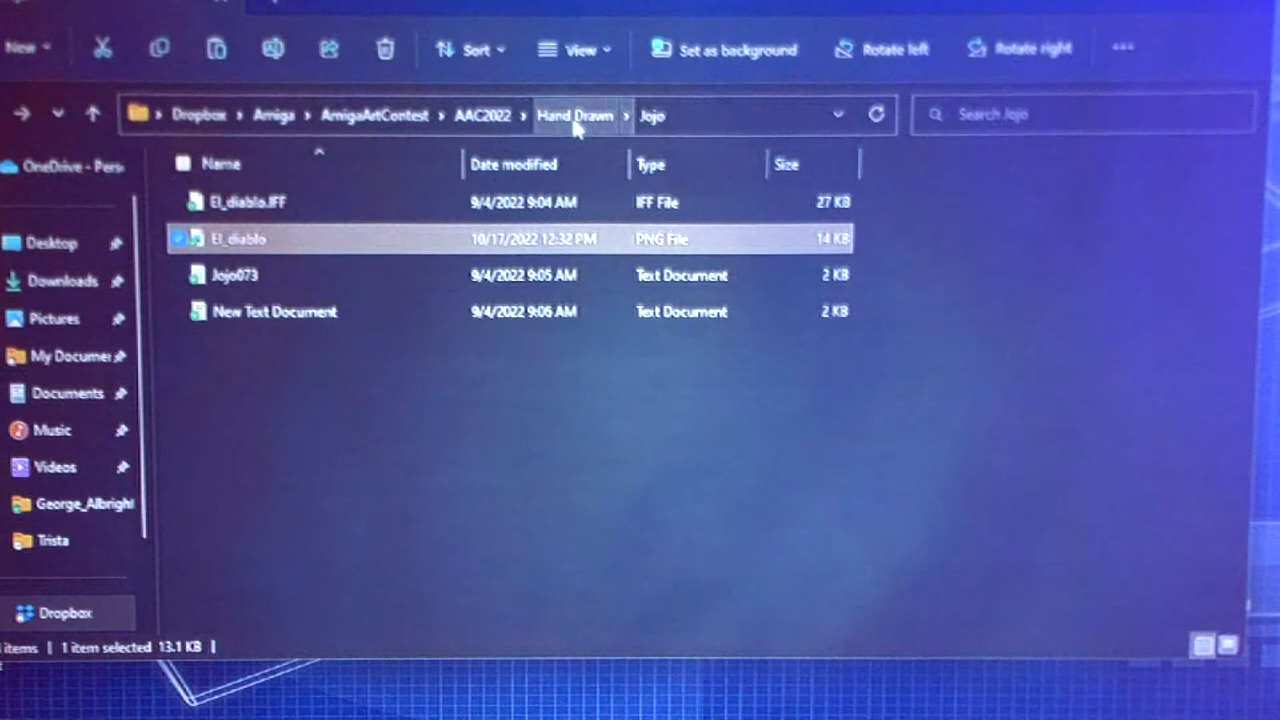 New
Sort
View
Set as background
Rotate left
Rotate right
Dropbox
Amiga
AmigaArtContest
AAC2022
Hand Drawn
Jojo
Search Jojo
OneDrive - Pers
Desktop
Downloads
Pictures
My Documen
Documents
Music
Videos
George_Albright
Trista
Dropbox
Name Date modified Type Size
El_diablo.IFF 9/4/2022 9:04 AM IFF File 27 KB
El_diablo 10/17/2022 12:32 PM PNG File 14 KB
Jojo073 9/4/2022 9:05 AM Text Document 2 KB
New Text Document 9/4/2022 9:06 AM Text Document 2 KB
items | 1 item selected 13.1 KB |